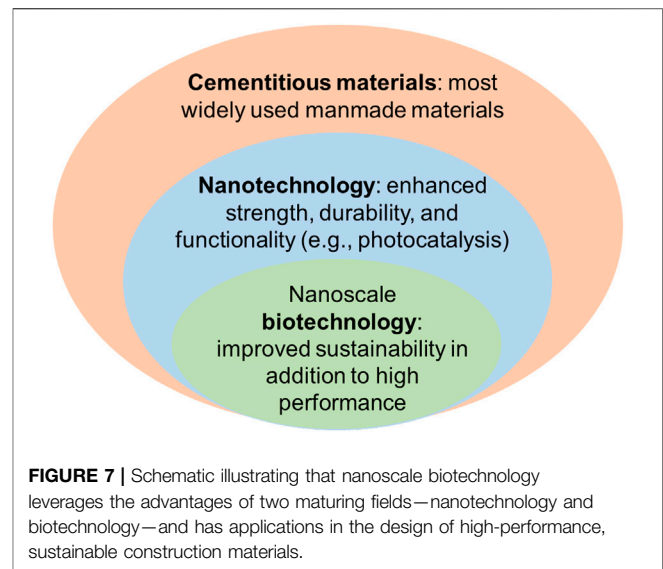 Cementitious materials: most
widely used manmade materials
Nanotechnology: enhanced
strength, durability, and
functionality (e.g., photocatalysis)
Nanoscale
biotechnology:
improved sustainability in
addition to high
performance
FIGURE 7 | Schematic illustrating that nanoscale biotechnology
leverages the advantages of two maturing fields—nanotechnology and
biotechnology—and has applications in the design of high-performance,
sustainable construction materials.